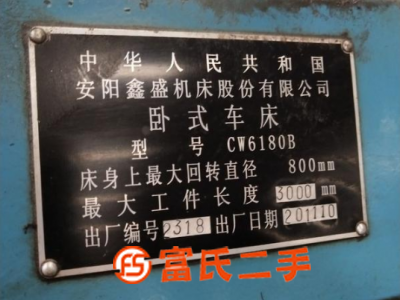 中华人民共和国
安阳鑫盛机床股份有限公司
卧式车床
型号 CW6180B
床身上最大回转直径 800mm
最大工件长度 3000 mm
出厂编号 2318 出厂日期 201110
富氏二手